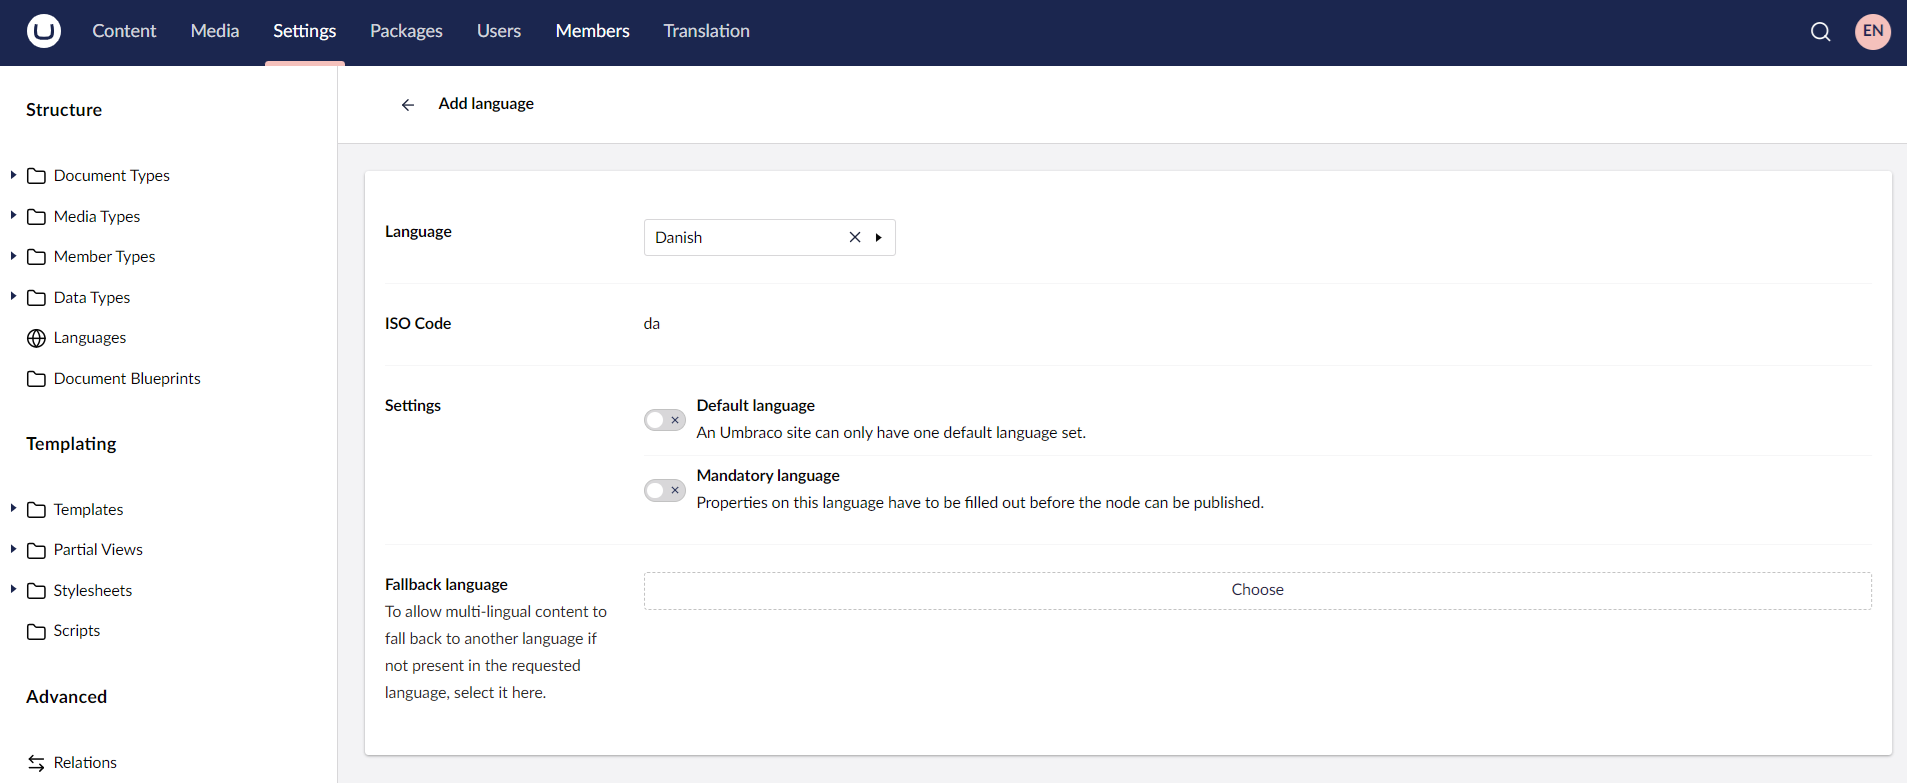 Content Media Settings Packages Users Members Translation EN
Structure
Document Types
Media Types
Member Types
Data Types
Languages
Document Blueprints
Templating
Templates
Partial Views
Stylesheets
Scripts
Advanced
Relations
Add language
Language Danish
ISO Code da
Settings
Default language
An Umbraco site can only have one default language set.
Mandatory language
Properties on this language have to be filled out before the node can be published.
Fallback language
To allow multi-lingual content to
fall back to another language if
not present in the requested
language, select it here.
Choose